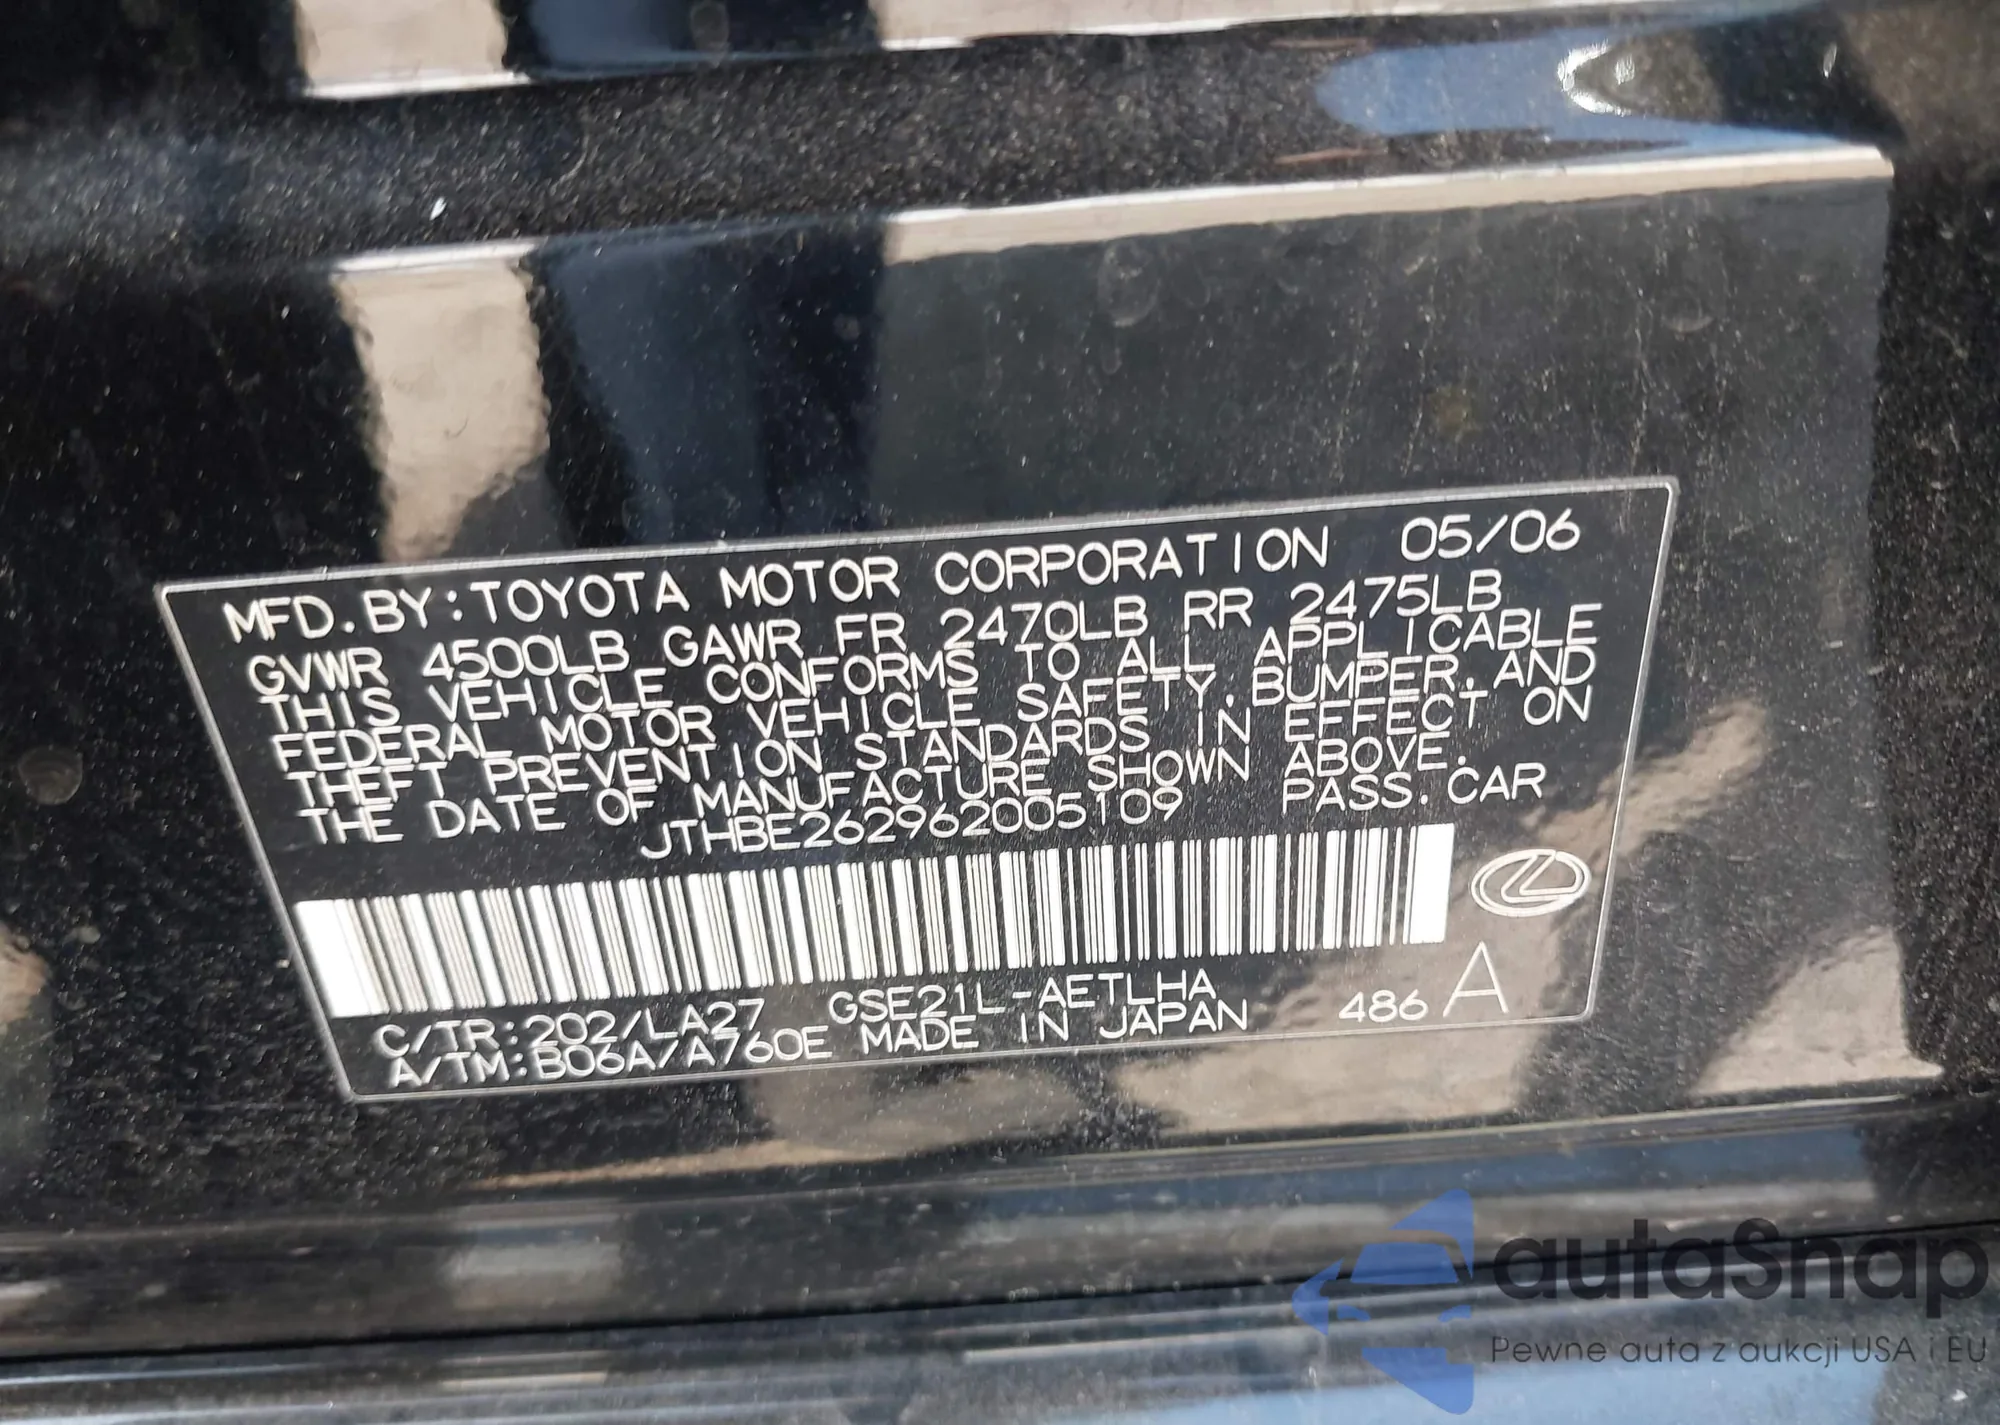 MFD.BY:TOYOTA MOTOR CORPORATION 05/06
GVWR 4500LB GAWR FR 2470LB RR 2475LB
THIS VEHICLE CONFORMS TO ALL APPLICABLE
FEDERAL MOTOR VEHICLE SAFETY,BUMPER,AND
THEFT PREVENTION STANDARDS IN EFFECT ON
THE DATE OF MANUFACTURE SHOWN ABOVE.
JTHBE262962005109 PASS.CAR
C/TR:202/LA27 GSE21L-AETLHA
A/TM:B06A/A760E MADE IN JAPAN 486 A
autaSnap
Pewne auta z aukcji USA i EU